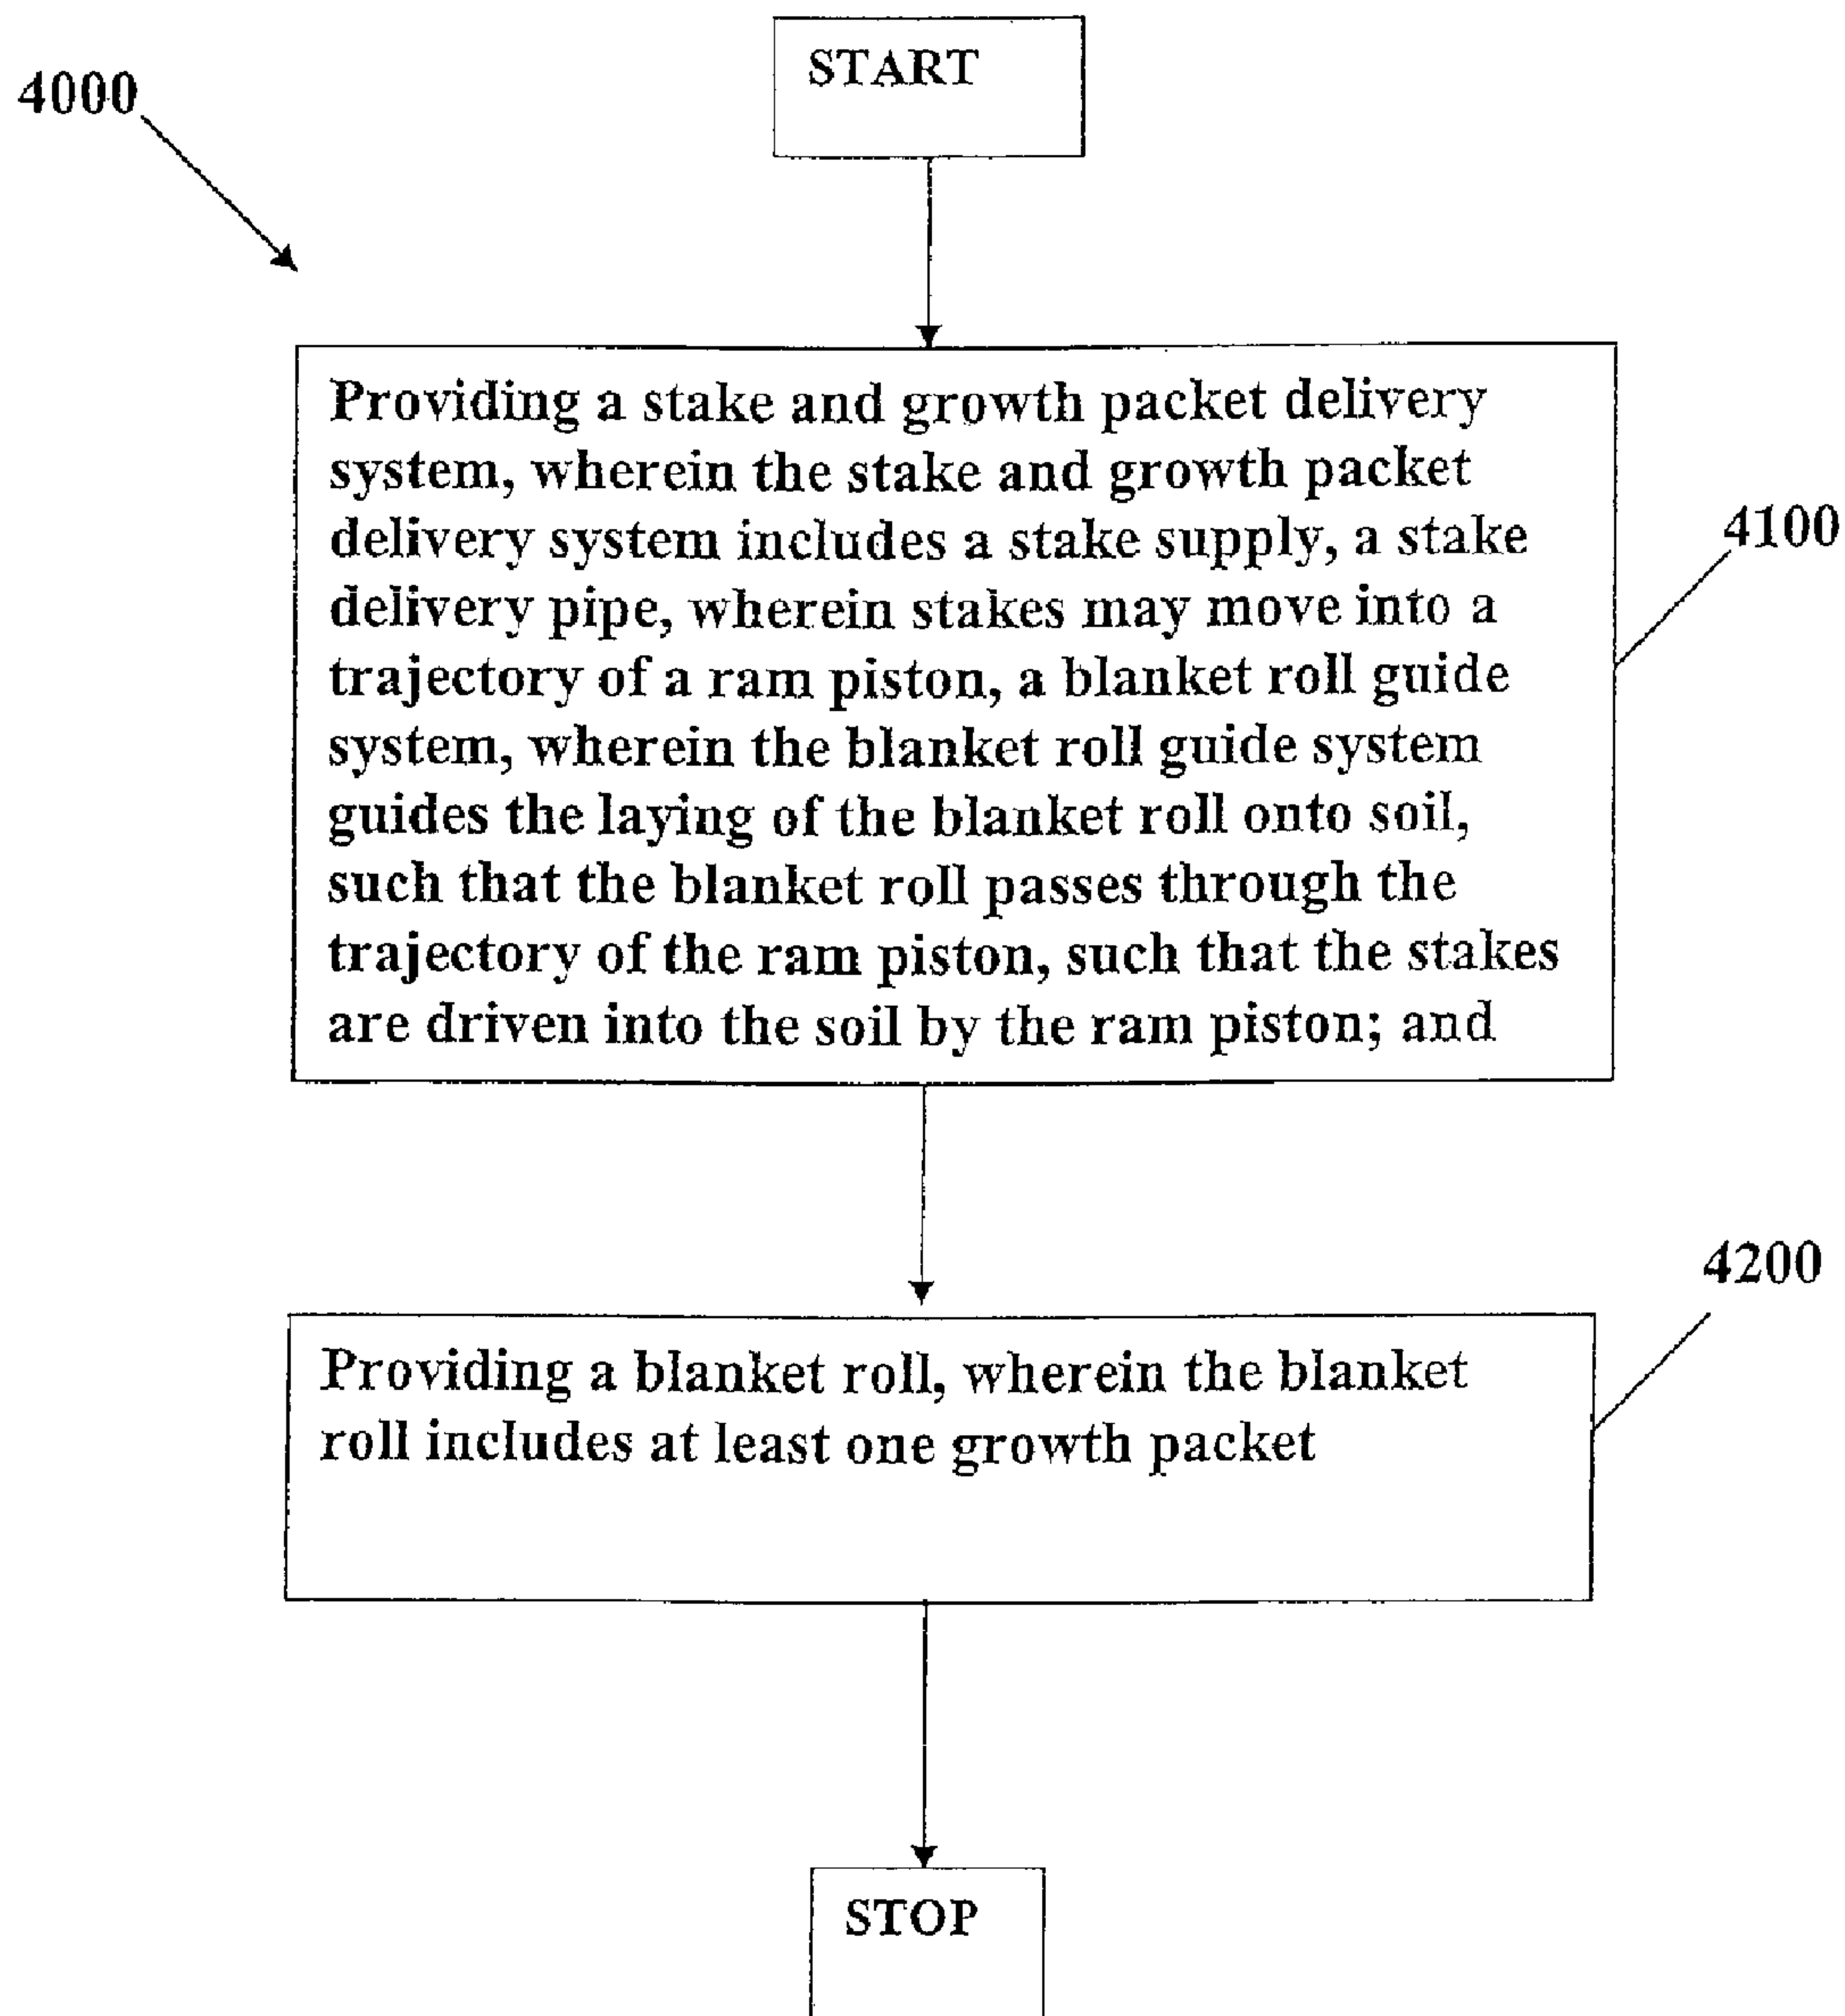 START
4000
Providing a stake and growth packet delivery
system, wherein the stake and growth packet
delivery system includes a stake supply, a stake
delivery pipe, wherein stakes may move into a
trajectory of a ram piston, a blanket roll guide
system, wherein the blanket roll guide system
guides the laying of the blanket roll onto soil,
such that the blanket roll passes through the
trajectory of the ram piston, such that the stakes
are driven into the soil by the ram piston; and
4100
4200
Providing a blanket roll, wherein the blanket
roll includes at least one growth packet
STOP